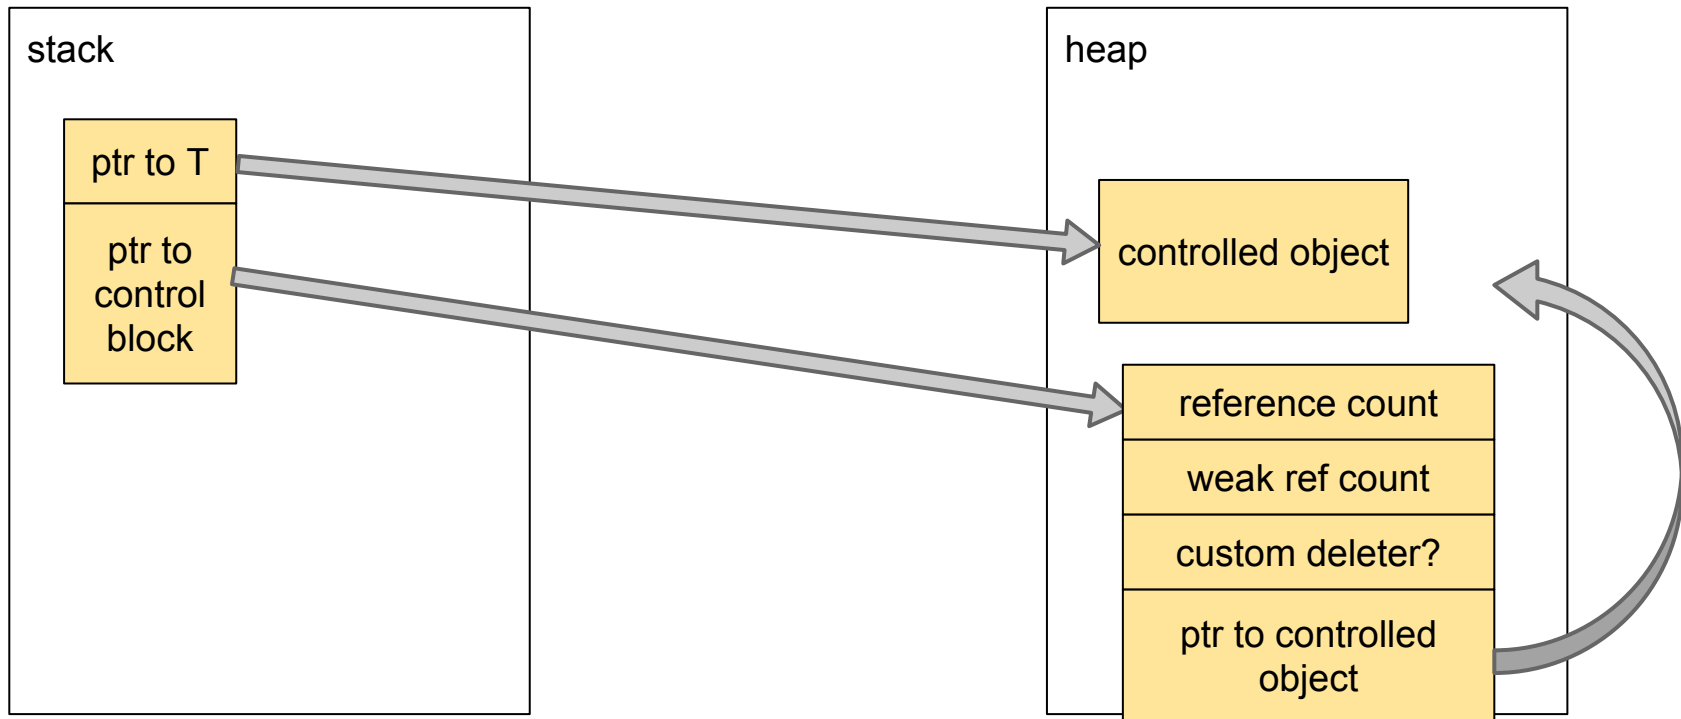 stack
ptr to T
ptr to
control
block
heap
controlled object
reference count
weak ref count
custom deleter?
ptr to controlled
object